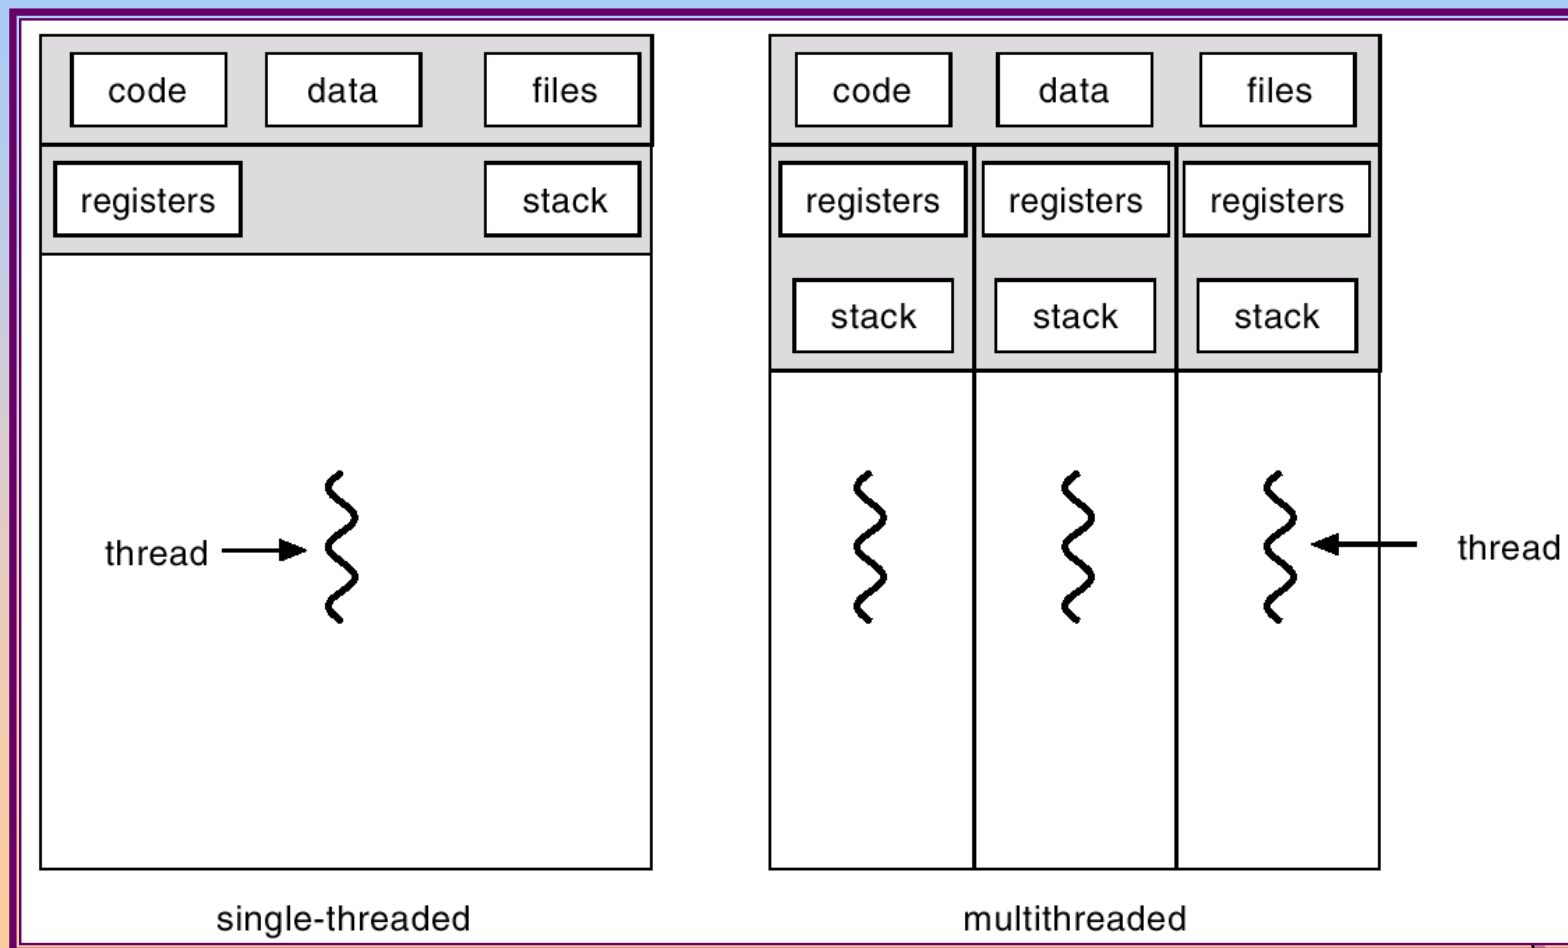 code data files
registers stack
thread
single-threaded
code data files
registers registers registers
stack stack stack
thread
multithreaded